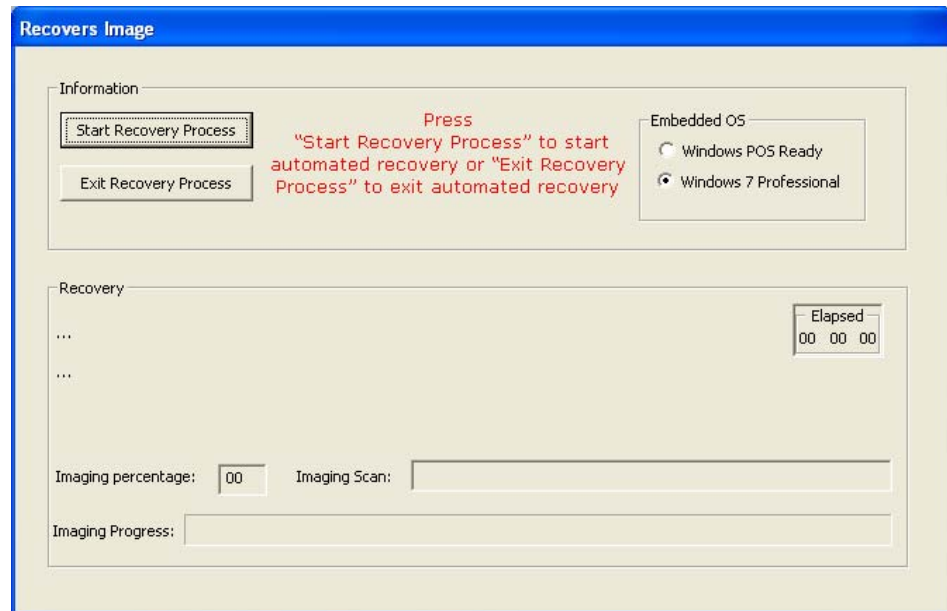 Recovers Image
Information
Start Recovery Process
Exit Recovery Process
Press
"Start Recovery Process" to start
automated recovery or "Exit Recovery
Process" to exit automated recovery
Embedded OS
Windows POS Ready
Windows 7 Professional
Recovery
...
...
Elapsed
00 00 00
Imaging percentage: 00 Imaging Scan:
Imaging Progress: